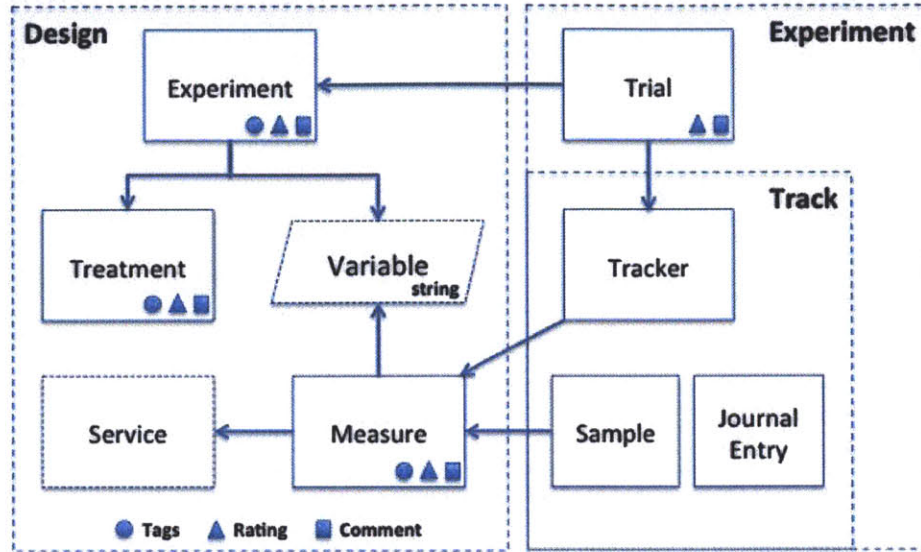 Design
Experiment
Experiment
Trial
Track
Treatment
Variable
string
Tracker
Service
Measure
Sample
Journal
Entry
Tags Rating Comment